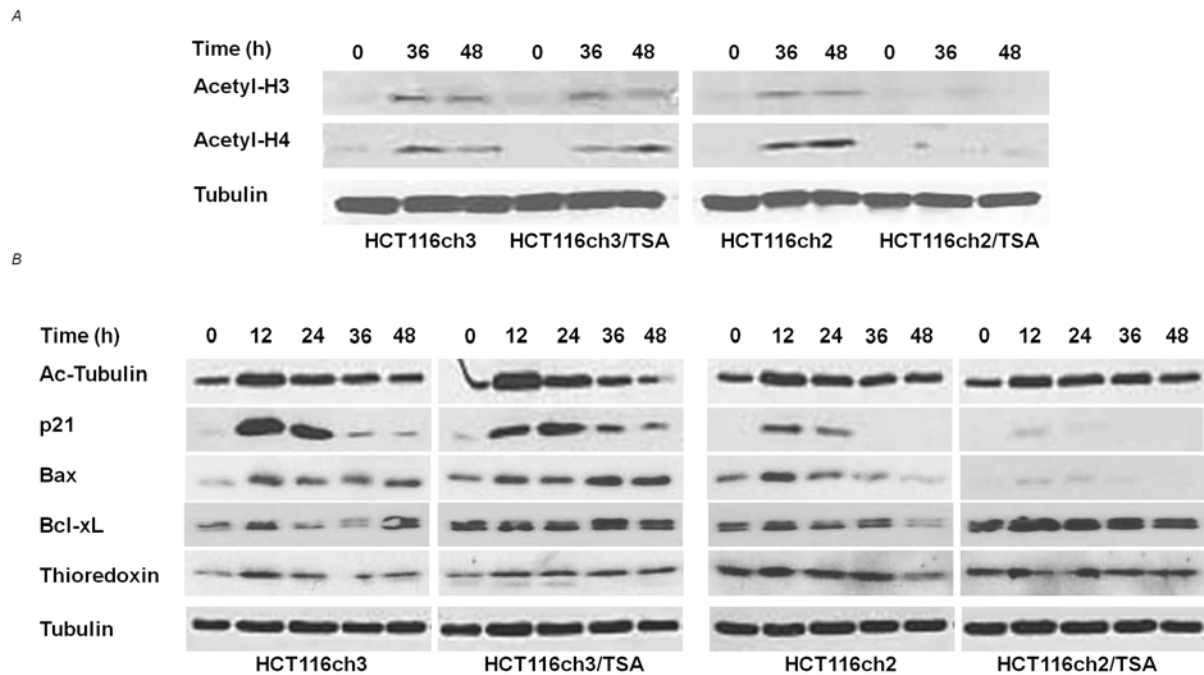 A
Time (h) 0 36 48 0 36 48 0 36 48 0 36 48
Acetyl-H3
Acetyl-H4
Tubulin
HCT116ch3 HCT116ch3/TSA HCT116ch2 HCT116ch2/TSA
B
Time (h) 0 12 24 36 48 0 12 24 36 48 0 12 24 36 48 0 12 24 36 48
Ac-Tubulin
p21
Bax
Bcl-xL
Thioredoxin
Tubulin
HCT116ch3 HCT116ch3/TSA HCT116ch2 HCT116ch2/TSA